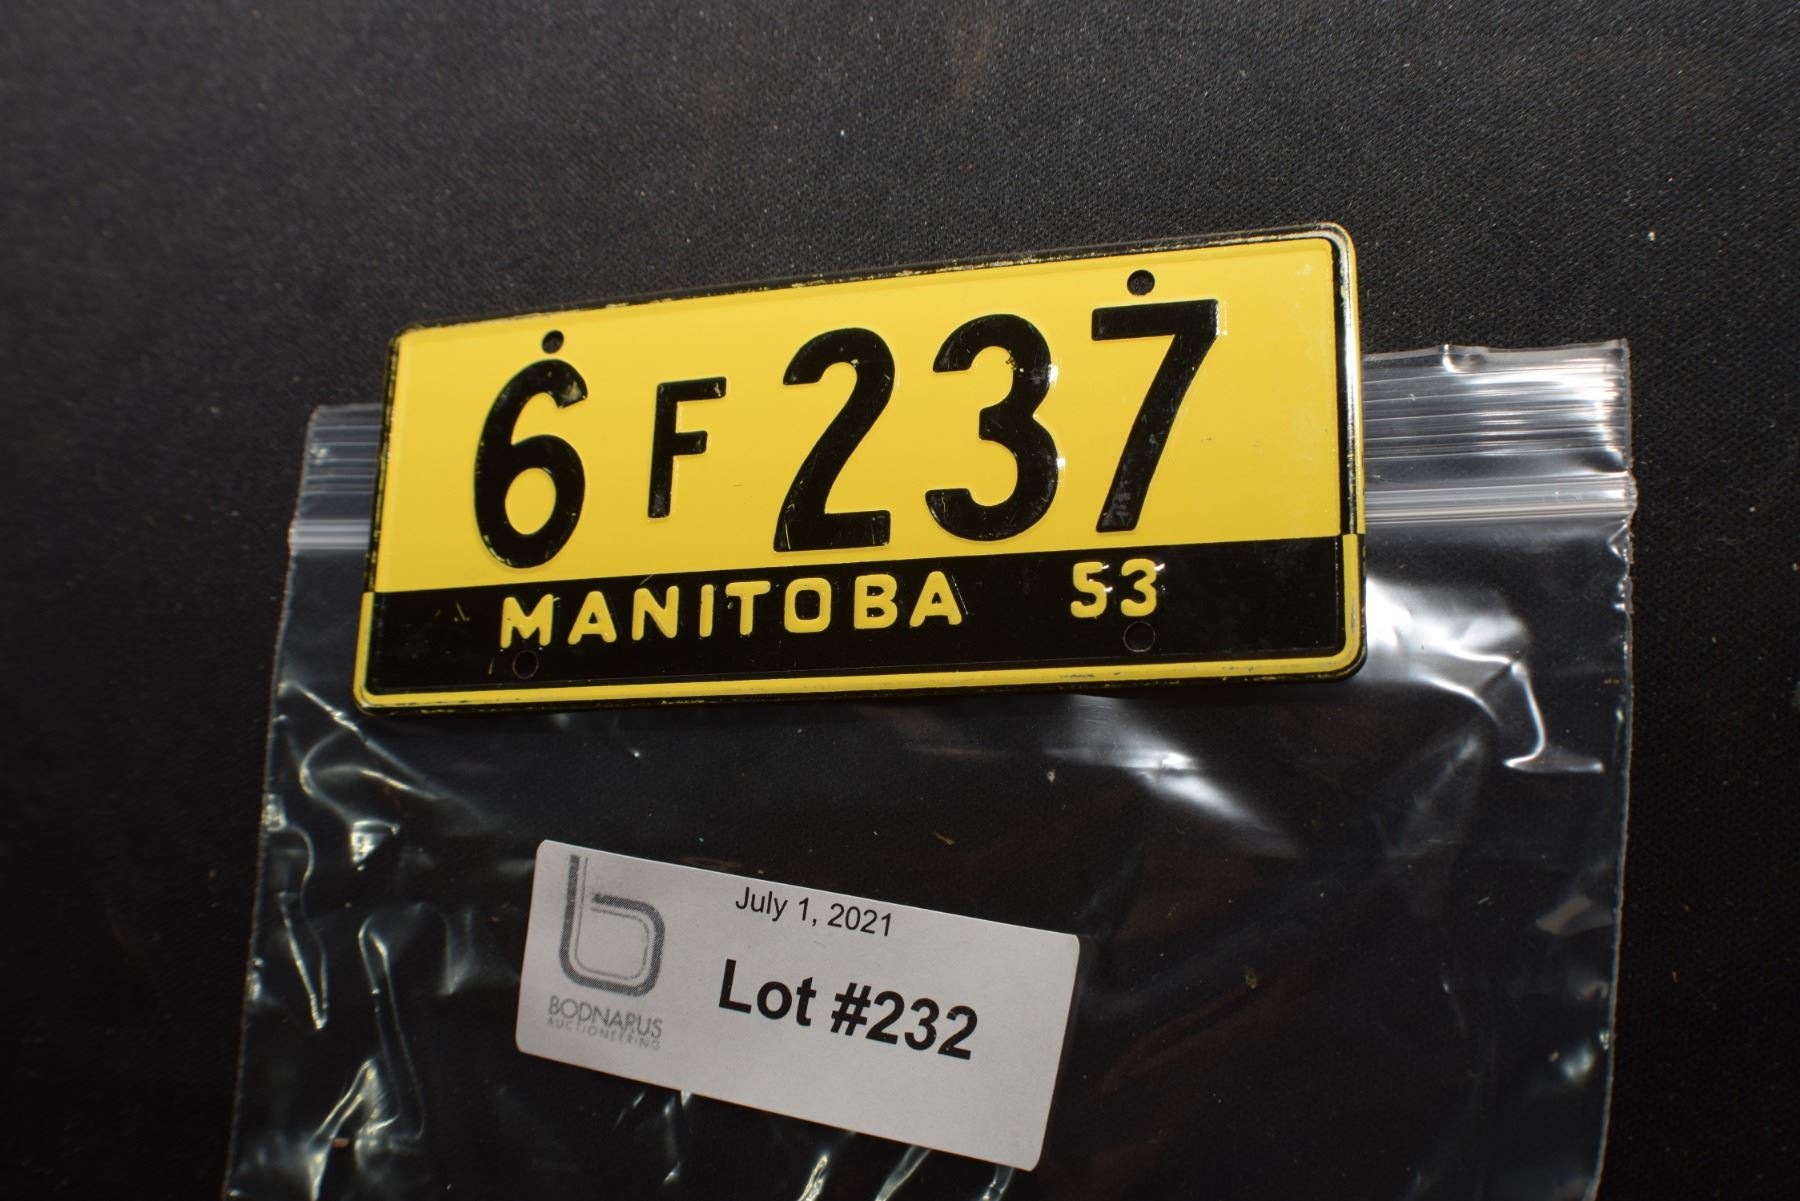 6 F 237
MANITOBA 53
July 1, 2021
Lot #232
BODNARUS
AUCTIONEERING